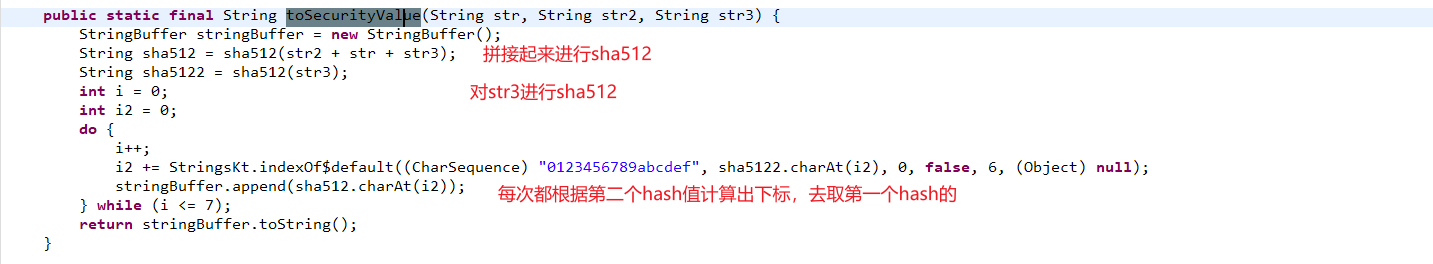 public static final String toSecurityValue(String str, String str2, String str3) {
StringBuffer stringBuffer = new StringBuffer();
String sha512 = sha512(str2 + str + str3); 拼接起来进行sha512
String sha5122 = sha512(str3);
int i = 0; 对str3进行sha512
int i2 = 0;
do {
i++;
i2 += StringsKt.indexOf$default((CharSequence) "0123456789abcdef", sha5122.charAt(i2), 0, false, 6, (Object) null);
stringBuffer.append(sha512.charAt(i2)); 每次都根据第二个hash值计算出下标，去取第一个hash的
} while (i <= 7);
return stringBuffer.toString();
}